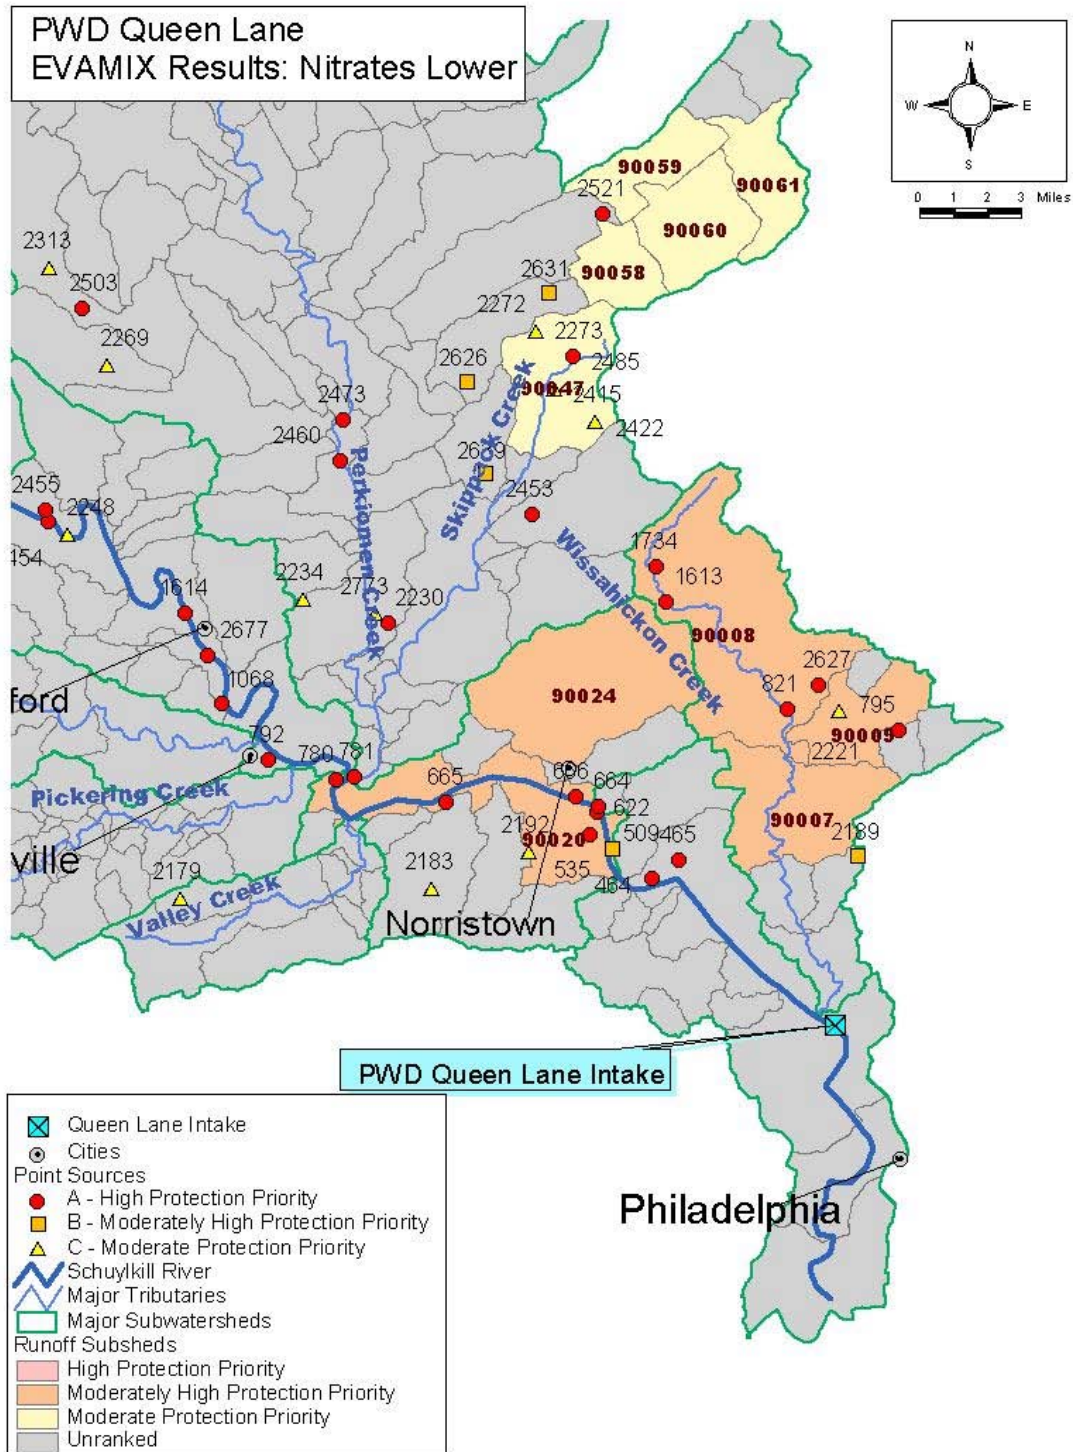 PWD Queen Lane
EVAMIX Results: Nitrates Lower
N
W E
S
0 1 2 3 Miles
90059
90061
2521
90060
2313
90058
2503
2631
2272
2273
2269
2626
2485
90047
2415
2473
2422
2460
Perkiomen Creek
Skippack Creek
2639
2455
2248
2453
454
Wissahickon Creek
1734
2234
2773
1613
1614
2230
2677
90008
2627
ford
1068
90024
821
795
792
90009
780
781
2221
Pickering Creek
665
606
664
622
90007
2192
90020
509
465
2189
ville
2179
2183
535
464
Valley Creek
Norristown
PWD Queen Lane Intake
Philadelphia
Queen Lane Intake
Cities
Point Sources
A - High Protection Priority
B - Moderately High Protection Priority
C - Moderate Protection Priority
Schuylkill River
Major Tributaries
Major Subwatersheds
Runoff Subsheds
High Protection Priority
Moderately High Protection Priority
Moderate Protection Priority
Unranked